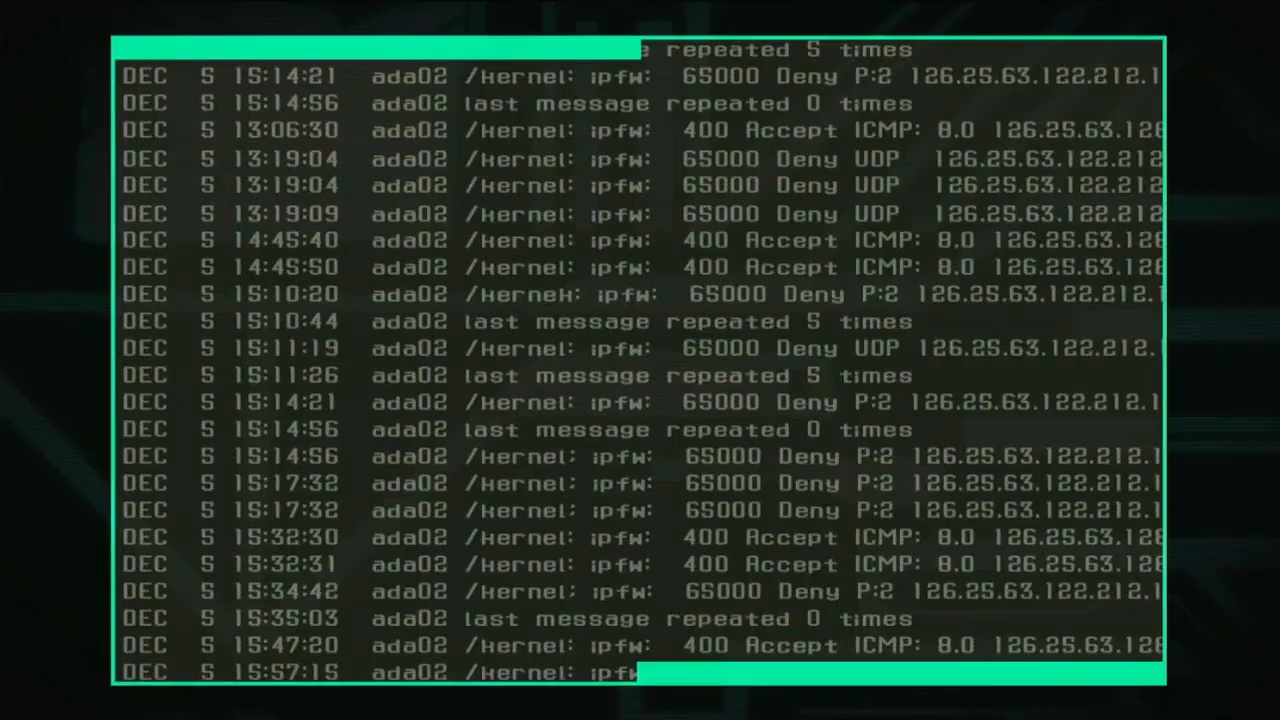 repeated 5 times
DEC 5 15:14:21 ada02 /kernel: ipfw: 65000 Deny P:2 126.25.63.122.212.1
DEC 5 15:14:56 ada02 last message repeated 0 times
DEC 5 13:06:30 ada02 /kernel: ipfw: 400 Accept ICMP: 8.0 126.25.63.128
DEC 5 13:19:04 ada02 /kernel: ipfw: 65000 Deny UDP 126.25.63.122.212
DEC 5 13:19:04 ada02 /kernel: ipfw: 65000 Deny UDP 126.25.63.122.212
DEC 5 13:19:09 ada02 /kernel: ipfw: 65000 Deny UDP 126.25.63.122.212
DEC 5 14:45:40 ada02 /kernel: ipfw: 400 Accept ICMP: 8.0 126.25.63.128
DEC 5 14:45:50 ada02 /kernel: ipfw: 400 Accept ICMP: 8.0 126.25.63.128
DEC 5 15:10:20 ada02 /kernek: ipfw: 65000 Deny P:2 126.25.63.122.212.1
DEC 5 15:10:44 ada02 last message repeated 5 times
DEC 5 15:11:19 ada02 /kernel: ipfw: 65000 Deny UDP 126.25.63.122.212.
DEC 5 15:11:26 ada02 last message repeated 5 times
DEC 5 15:14:21 ada02 /kernel: ipfw: 65000 Deny P:2 126.25.63.122.212.1
DEC 5 15:14:56 ada02 last message repeated 0 times
DEC 5 15:14:56 ada02 /kernel: ipfw: 65000 Deny P:2 126.25.63.122.212.1
DEC 5 15:17:32 ada02 /kernel: ipfw: 65000 Deny P:2 126.25.63.122.212.1
DEC 5 15:17:32 ada02 /kernel: ipfw: 65000 Deny P:2 126.25.63.122.212.1
DEC 5 15:32:30 ada02 /kernel: ipfw: 400 Accept ICMP: 8.0 126.25.63.128
DEC 5 15:32:31 ada02 /kernel: ipfw: 400 Accept ICMP: 8.0 126.25.63.128
DEC 5 15:34:42 ada02 /kernel: ipfw: 65000 Deny P:2 126.25.63.122.212.1
DEC 5 15:35:03 ada02 last message repeated 0 times
DEC 5 15:47:20 ada02 /kernel: ipfw: 400 Accept ICMP: 8.0 126.25.63.128
DEC 5 15:57:15 ada02 /kernel: ipfw